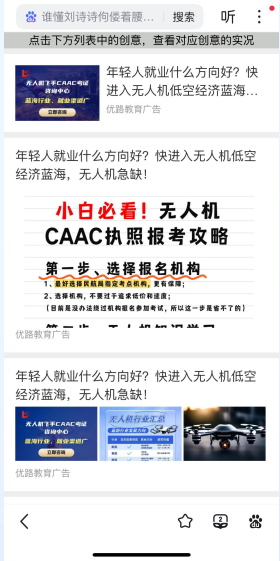 谁懂刘诗诗佝偻着腰... 搜索 听
点击下方列表中的创意，查看对应创意的实况
无人机飞手CAAC考证
咨询中心
蓝海行业、就业渠道广
立即咨询
年轻人就业什么方向好？快
进入无人机低空经济蓝海...
优路教育广告
年轻人就业什么方向好？快进入无人机低空
经济蓝海，无人机急缺！
小白必看！无人机
CAAC执照报考攻略
第一步、选择报名机构
1、最好选择民航局指定考点机构，更有保障；
2、选择机构，不要过于追求低价和速度；
（目前是没办法绕过机构报名参加考试，所以这一步是省不了的）
优路教育广告
年轻人就业什么方向好？快进入无人机低空
经济蓝海，无人机急缺！
无人机飞手CAAC考证
咨询中心
蓝海行业、就业渠道广
立即咨询
无人机行业汇总
优路教育广告
2